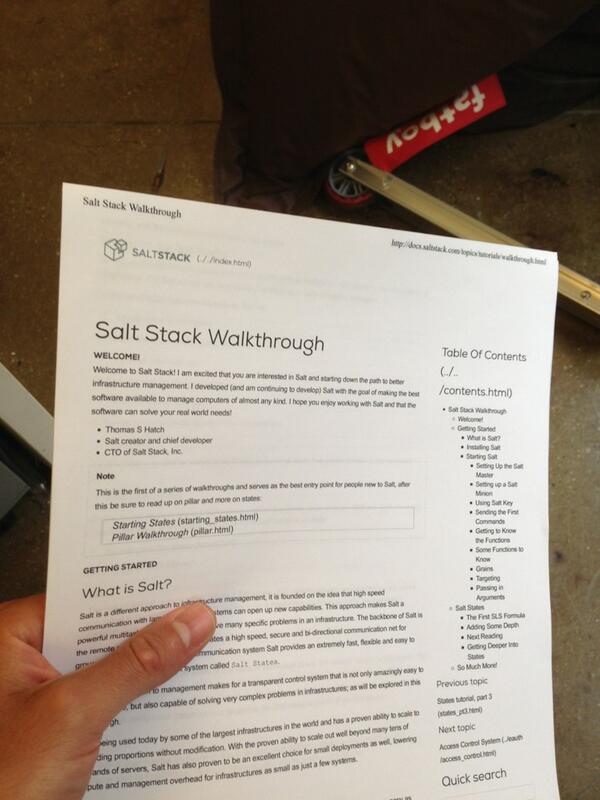 fatboy
Salt Stack Walkthrough
http://docs.saltstack.com/topics/tutorials/walkthrough.html
SALTSTACK (../../index.html)
Salt Stack Walkthrough
WELCOME!
Welcome to Salt Stack! I am excited that you are interested in Salt and starting down the path to better
infrastructure management. I developed (and am continuing to develop) Salt with the goal of making the best
software available to manage computers of almost any kind. I hope you enjoy working with Salt and that the
software can solve your real world needs!
• Thomas S Hatch
• Salt creator and chief developer
• CTO of Salt Stack, Inc.
Note
This is the first of a series of walkthroughs and serves as the best entry point for people new to Salt, after
this be sure to read up on pillar and more on states:
Starting States (starting_states.html)
Pillar Walkthrough (pillar.html)
GETTING STARTED
What is Salt?
Salt is a different approach to infrastructure management, it is founded on the idea that high speed
communication with large systems can open up new capabilities. This approach makes Salt a
powerful multitasking many specific problems in an infrastructure. The backbone of Salt is
the remote creates a high speed, secure and bi-directional communication net for
communication system Salt provides an extremely fast, flexible and easy to
system called Salt States.
to management makes for a transparent control system that is not only amazingly easy to
, but also capable of solving very complex problems in infrastructures; as will be explored in this
being used today by some of the largest infrastructures in the world and has a proven ability to scale to
proportions without modification. With the proven ability to scale out well beyond many tens of
of servers, Salt has also proven to be an excellent choice for small deployments as well, lowering
and management overhead for infrastructures as small as just a few systems.
Table Of Contents
(../..
/contents.html)
• Salt Stack Walkthrough
Welcome!
Getting Started
What is Salt?
Installing Salt
Starting Salt
Setting Up the Salt
Master
Setting up a Salt
Minion
Using Salt Key
Sending the First
Commands
Getting to Know
the Functions
Some Functions to
Know
Grains
Targeting
Passing in
Arguments
Salt States
The First SLS Formula
Adding Some Depth
Next Reading
Getting Deeper Into
States
So Much More!
Previous topic
States tutorial, part 3
(states_pt3.html)
Next topic
Access Control System (../eauth
/access_control.html)
Quick search